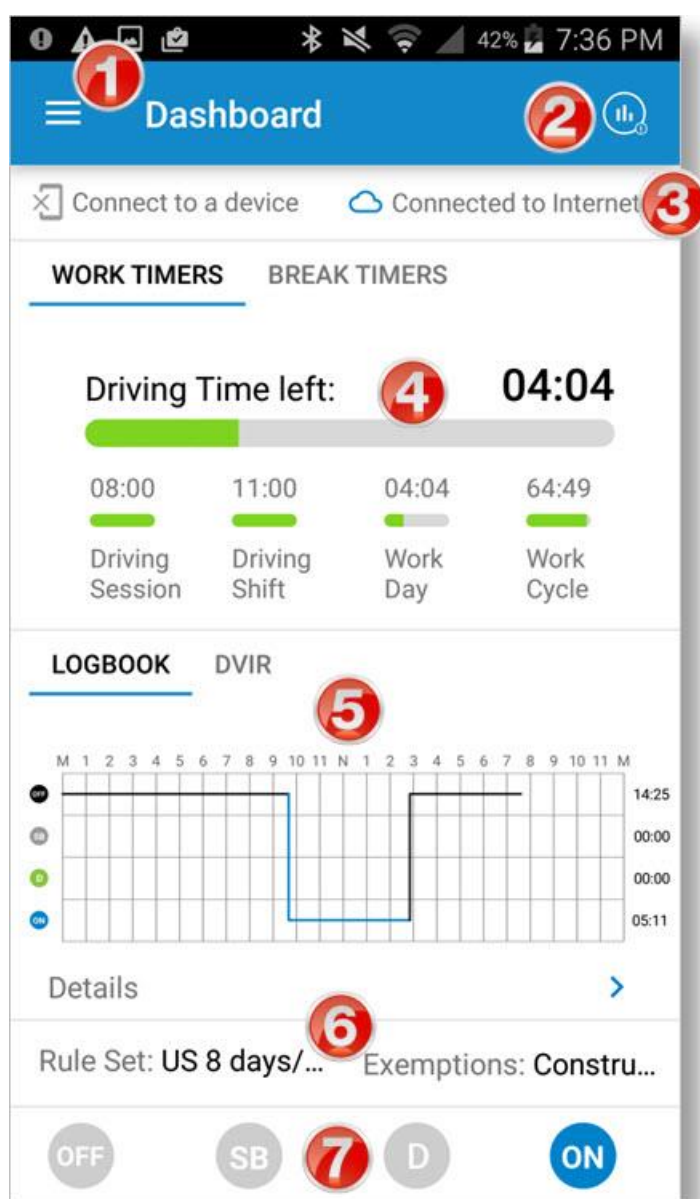 42% 7:36 PM
1
Dashboard
2
Connect to a device Connected to Internet
3
WORK TIMERS BREAK TIMERS
Driving Time left: 4 04:04
08:00 11:00 04:04 64:49
Driving Driving Work Work
Session Shift Day Cycle
LOGBOOK DVIR
5
M 1 2 3 4 5 6 7 8 9 10 11 N 1 2 3 4 5 6 7 8 9 10 11 M
OFF 14:25
SB 00:00
D 00:00
ON 05:11
Details
6
Rule Set: US 8 days/... Exemptions: Constru...
OFF SB 7 D ON